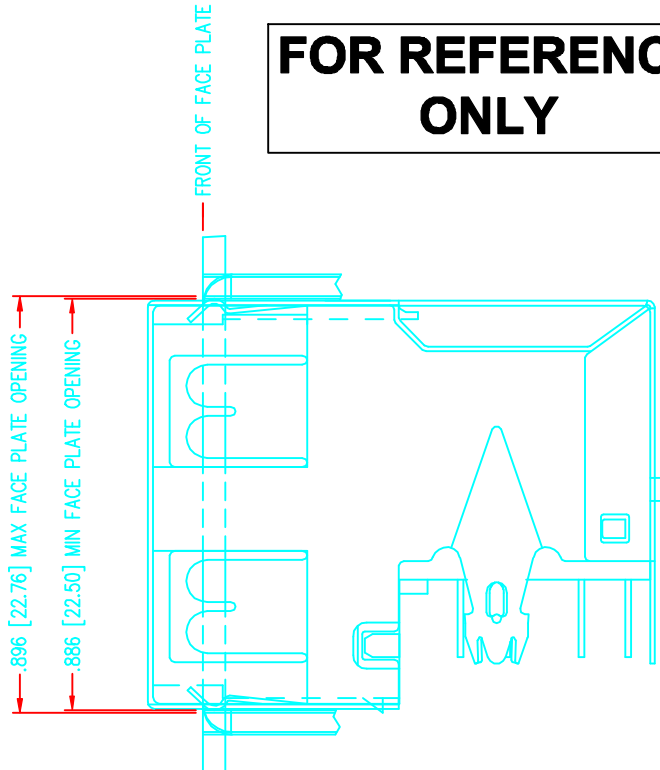 FOR REFERENC
ONLY
FRONT OF FACE PLATE
.896 [22.76] MAX FACE PLATE OPENING
.886 [22.50] MIN FACE PLATE OPENING